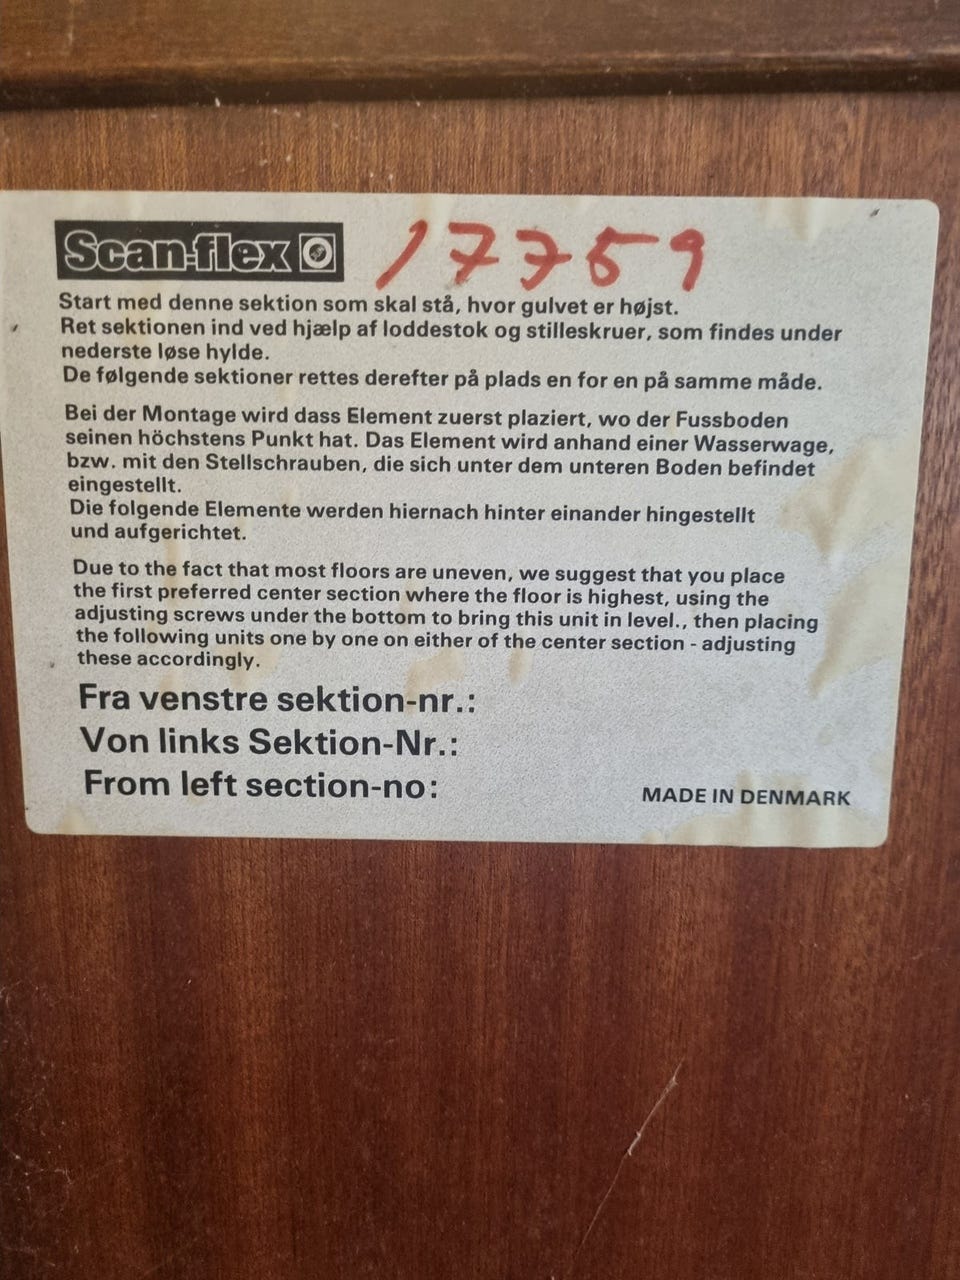 Scan-flex 17759
Start med denne sektion som skal stå, hvor gulvet er højst.
Ret sektionen ind ved hjælp af loddestok og stilleskruer, som findes under
nederste løse hylde.
De følgende sektioner rettes derefter på plads en for en på samme måde.
Bei der Montage wird dass Element zuerst plaziert, wo der Fussboden
seinen höchstens Punkt hat. Das Element wird anhand einer Wasserwage,
bzw. mit den Stellschrauben, die sich unter dem unteren Boden befindet
eingestellt.
Die folgende Elemente werden hiernach hinter einander hingestellt
und aufgerichtet.
Due to the fact that most floors are uneven, we suggest that you place
the first preferred center section where the floor is highest, using the
adjusting screws under the bottom to bring this unit in level., then placing
the following units one by one on either of the center section - adjusting
these accordingly.
Fra venstre sektion-nr.:
Von links Sektion-Nr.:
From left section-no:
MADE IN DENMARK